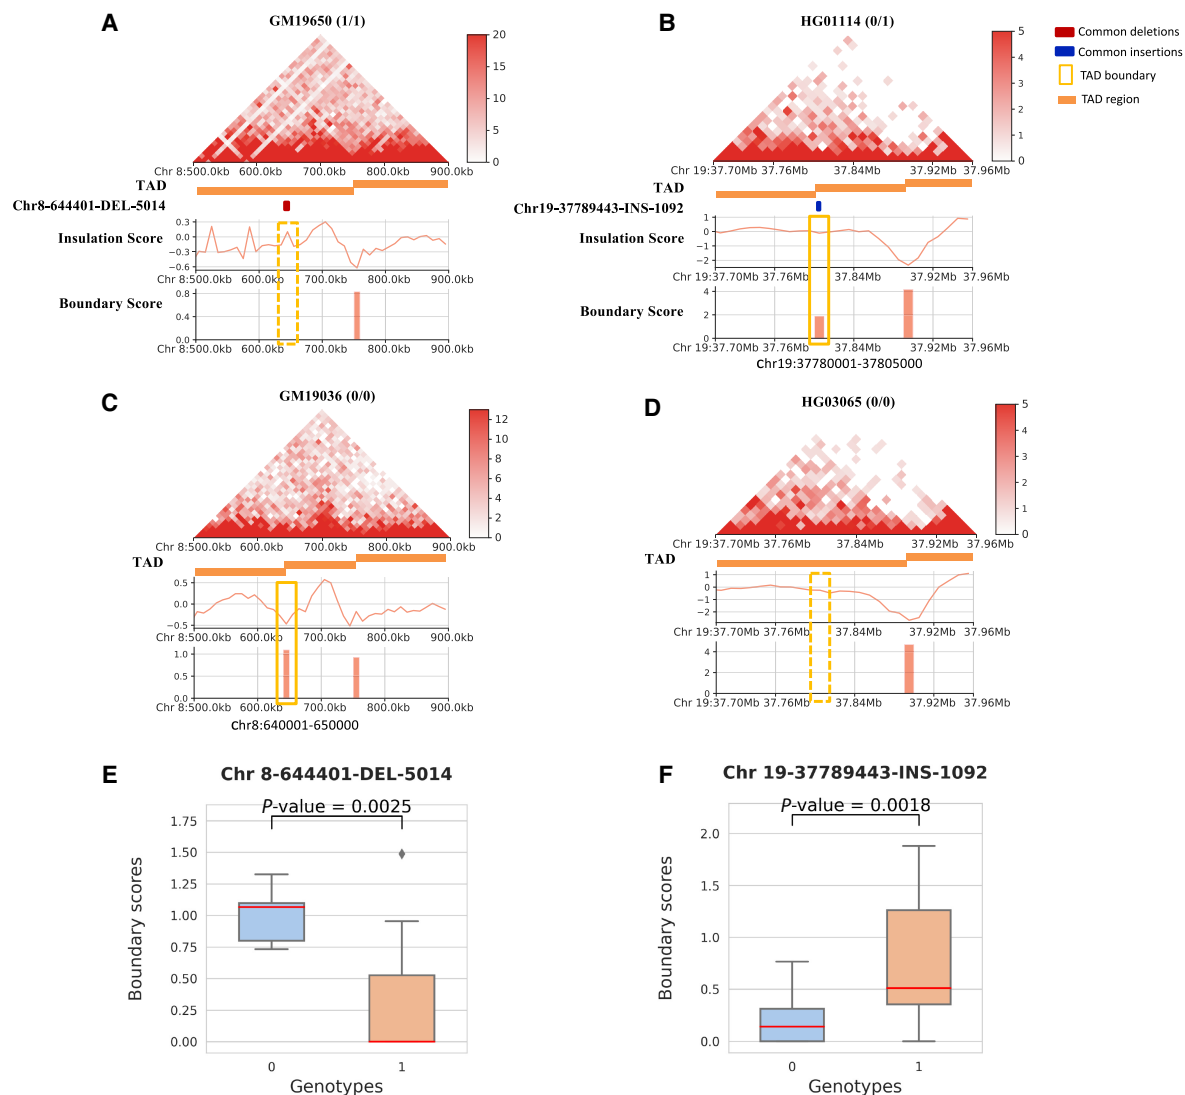 A
GM19650 (1/1)
20
15
10
5
0
Chr 8:500.0kb 600.0kb 700.0kb 800.0kb 900.0kb
TAD
Chr8-644401-DEL-5014
Insulation Score
0.3
0.0
−0.3
−0.6
Chr 8:500.0kb 600.0kb 700.0kb 800.0kb 900.0kb
Boundary Score
0.8
0.4
0.0
Chr 8:500.0kb 600.0kb 700.0kb 800.0kb 900.0kb
B
HG01114 (0/1)
5
4
3
2
1
0
Chr 19:37.70Mb 37.76Mb 37.84Mb 37.92Mb 37.96Mb
TAD
Chr19-37789443-INS-1092
Insulation Score
1
0
−1
−2
Chr 19:37.70Mb 37.76Mb 37.84Mb 37.92Mb 37.96Mb
Boundary Score
4
2
0
Chr 19:37.70Mb 37.76Mb 37.84Mb 37.92Mb 37.96Mb
chr19:37780001-37805000
Common deletions
Common insertions
TAD boundary
TAD region
C
GM19036 (0/0)
12
10
8
6
4
2
0
Chr 8:500.0kb 600.0kb 700.0kb 800.0kb 900.0kb
TAD
0.5
0.0
−0.5
Chr 8:500.0kb 600.0kb 700.0kb 800.0kb 900.0kb
1.0
0.5
0.0
Chr 8:500.0kb 600.0kb 700.0kb 800.0kb 900.0kb
chr8:640001-650000
D
HG03065 (0/0)
5
4
3
2
1
0
Chr 19:37.70Mb 37.76Mb 37.84Mb 37.92Mb 37.96Mb
TAD
1
0
−1
−2
Chr 19:37.70Mb 37.76Mb 37.84Mb 37.92Mb 37.96Mb
4
2
0
Chr 19:37.70Mb 37.76Mb 37.84Mb 37.92Mb 37.96Mb
E
Chr 8-644401-DEL-5014
P-value = 0.0025
Boundary scores
1.75
1.50
1.25
1.00
0.75
0.50
0.25
0.00
0 1
Genotypes
F
Chr 19-37789443-INS-1092
P-value = 0.0018
Boundary scores
2.0
1.5
1.0
0.5
0.0
0 1
Genotypes